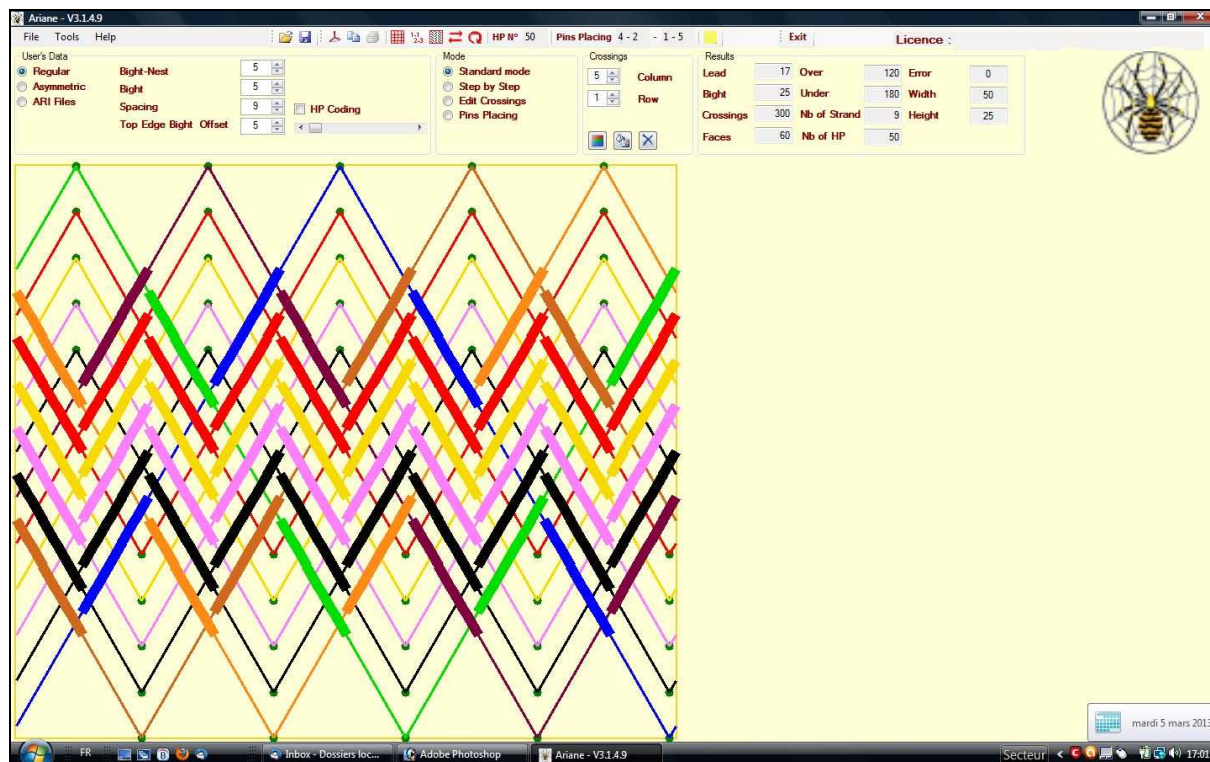 Ariane - V3.1.4.9
File Tools Help HP N° 50 Pins Placing 4 - 2 - 1 - 5 Exit Licence :
User's Data Mode Crossings Results
Regular Bight-Nest 5 Standard mode 5 Column Lead 17 Over 120 Error 0
Asymmetric Bight 5 Step by Step 1 Row Bight 25 Under 180 Width 50
ARI Files Spacing 9 HP Coding Edit Crossings Crossings 300 Nb of Strand 9 Height 25
Top Edge Bight Offset 5 Pins Placing Faces 60 Nb of HP 50
mardi 5 mars 2013
FR Inbox - Dossiers loc... Adobe Photoshop Ariane - V3.1.4.9 Secteur 17:01